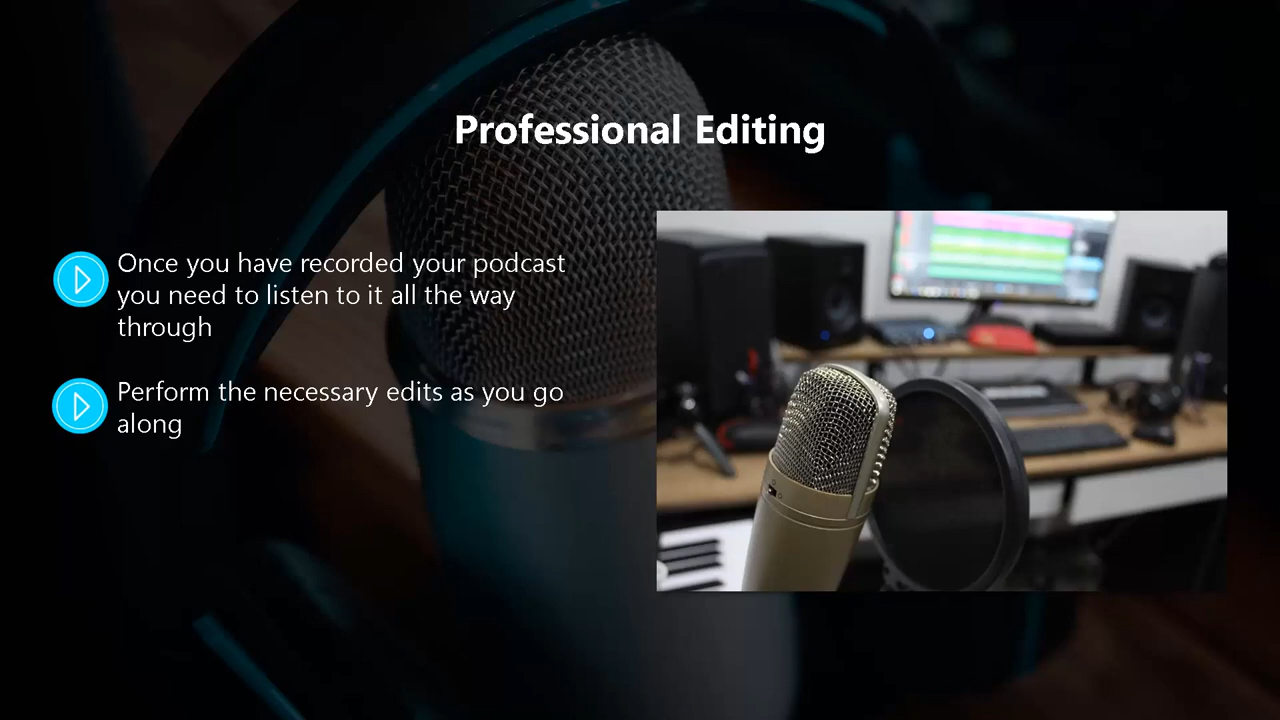 Professional Editing
Once you have recorded your podcast
you need to listen to it all the way
through
Perform the necessary edits as you go
along